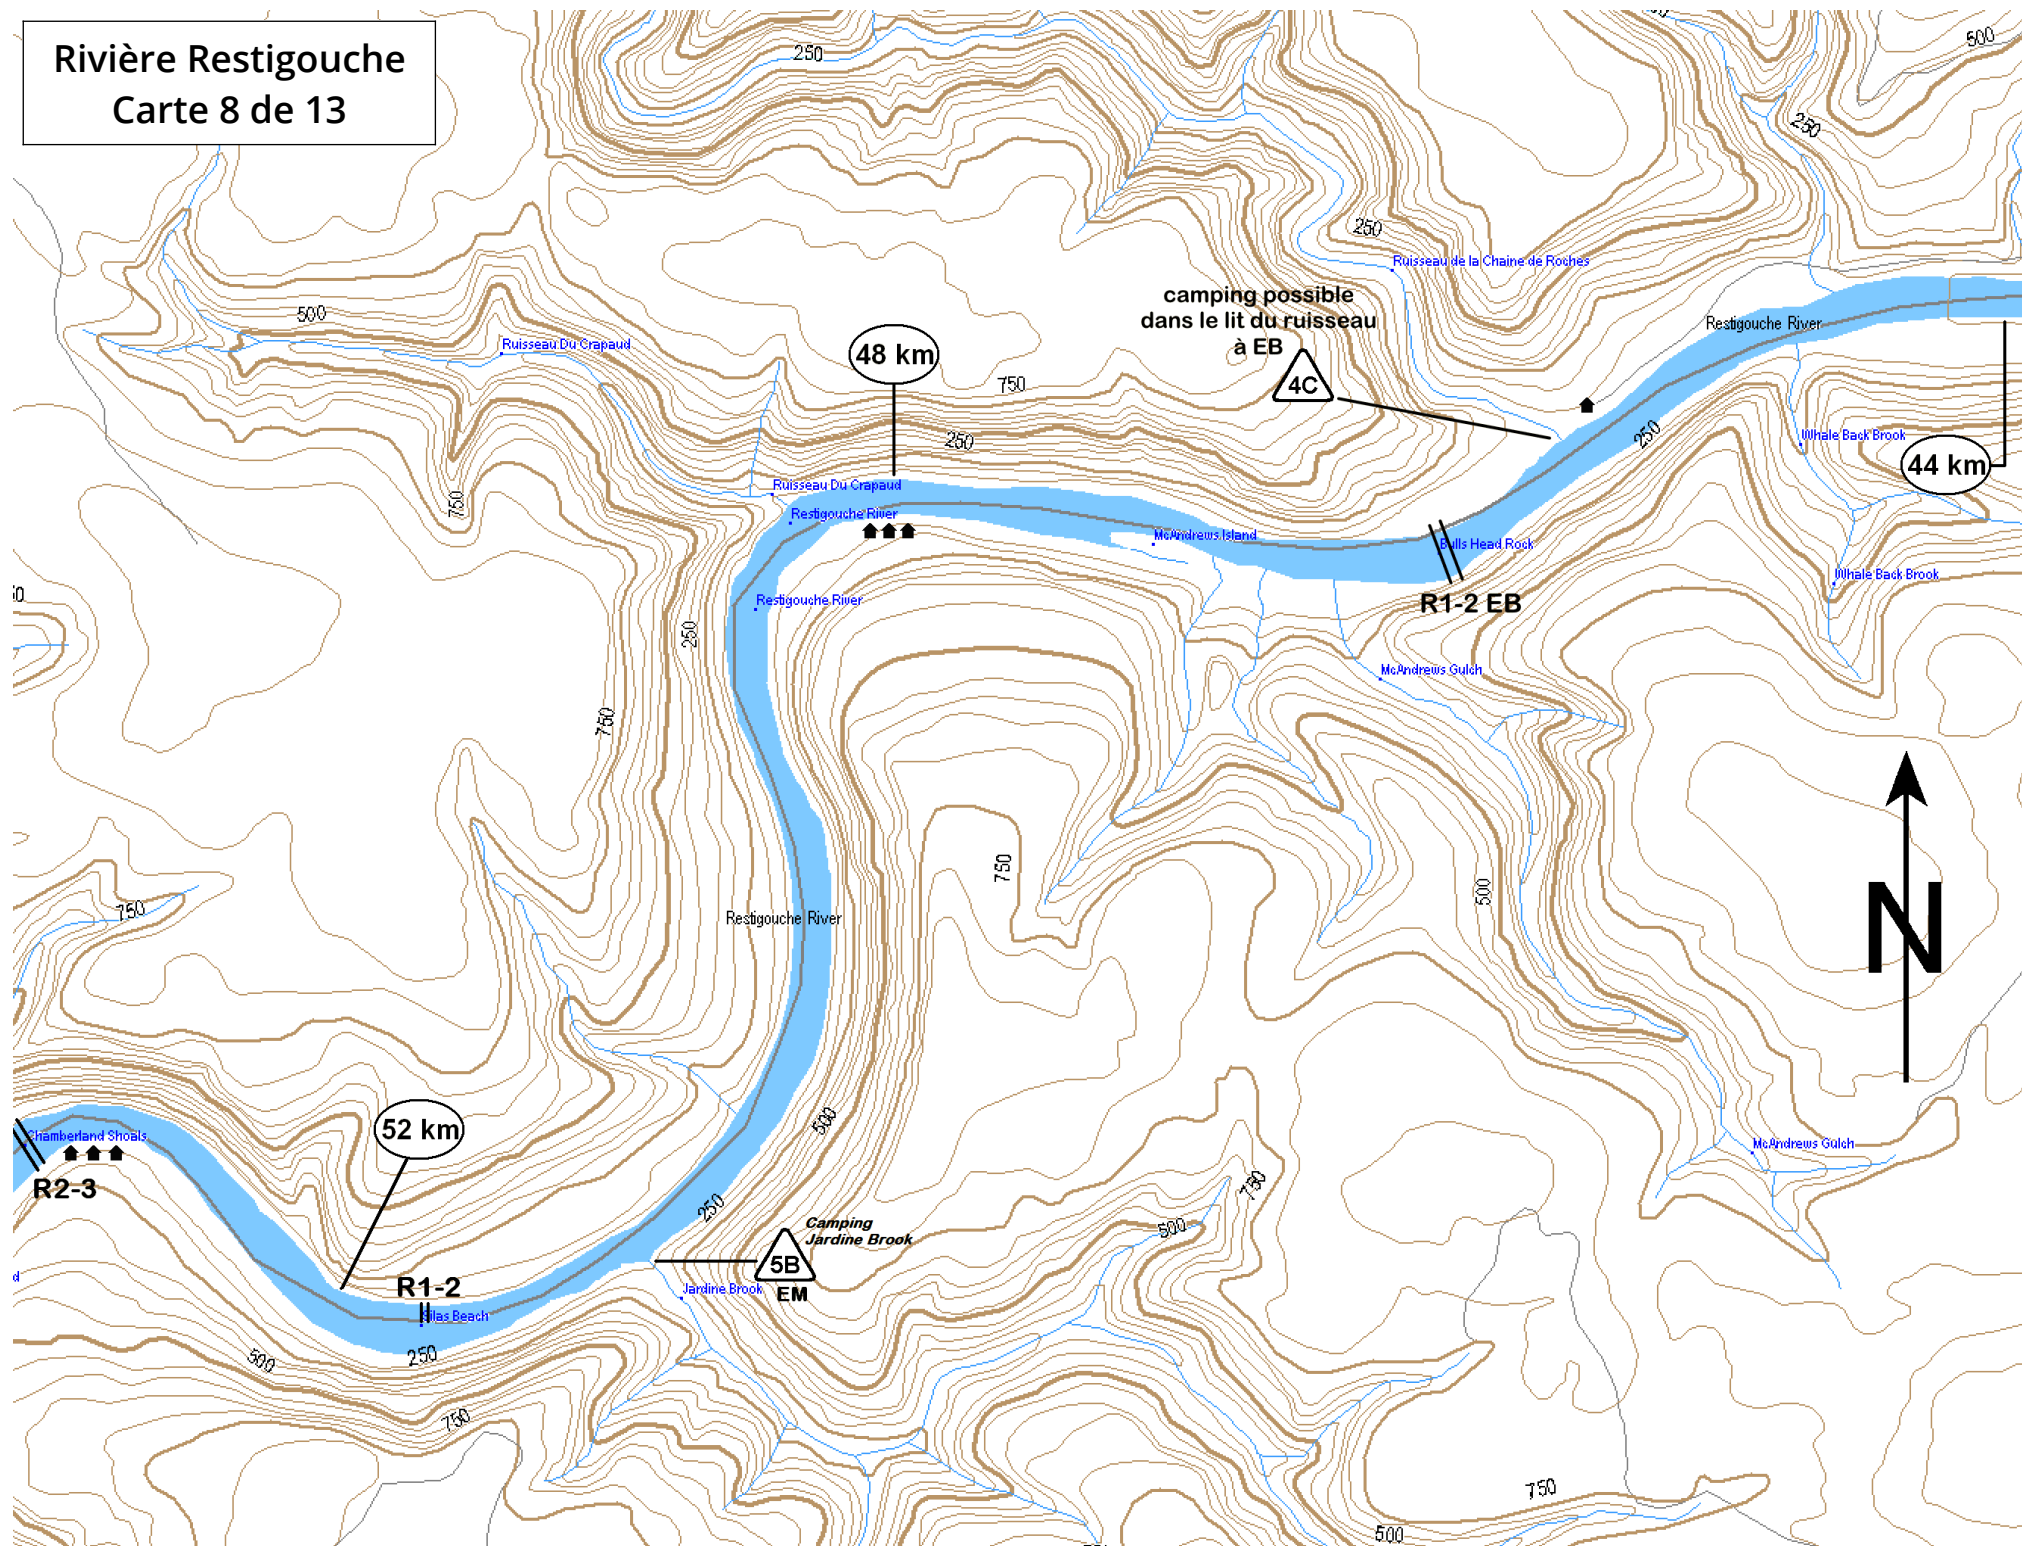 Rivière Restigouche
Carte 8 de 13
250
500
250
250
Ruisseau de la Chaine de Roches
camping possible
dans le lit du ruisseau
à EB
4C
500
Ruisseau Du Crapaud
48 km
750
250
Restigouche River
250
Whale Back Brook
44 km
750
Ruisseau Du Crapaud
Restigouche River
McAndrews Island
Bulls Head Rock
R1-2 EB
Whale Back Brook
Restigouche River
250
McAndrews Gulch
750
750
500
750
Restigouche River
N
500
52 km
Chamberland Shoals
R2-3
McAndrews Gulch
750
250
500
Camping
Jardine Brook
5B
EM
Jardine Brook
R1-2
Silas Beach
250
500
750
750
500